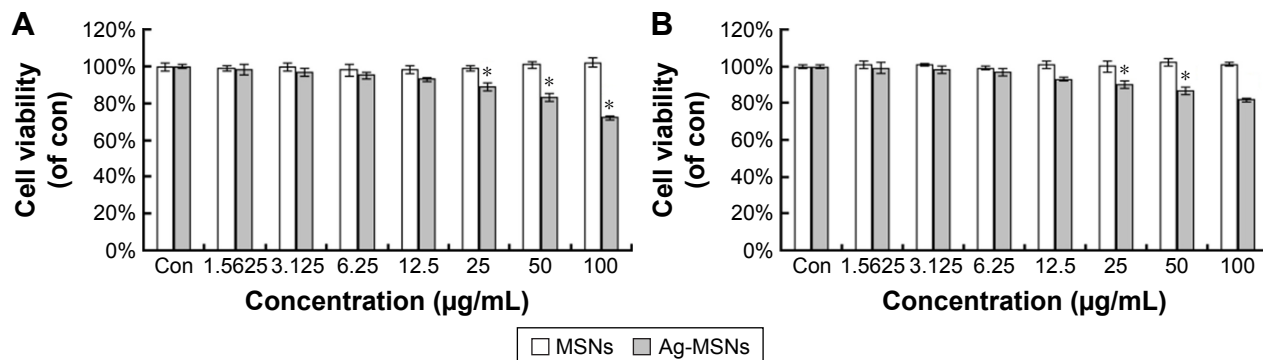 A
120%
100%
80%
60%
40%
20%
0%
Cell viability
(of con)
* * *
Con 1.5625 3.125 6.25 12.5 25 50 100
Concentration (µg/mL)
B
120%
100%
80%
60%
40%
20%
0%
Cell viability
(of con)
* *
Con 1.5625 3.125 6.25 12.5 25 50 100
Concentration (µg/mL)
MSNs Ag-MSNs